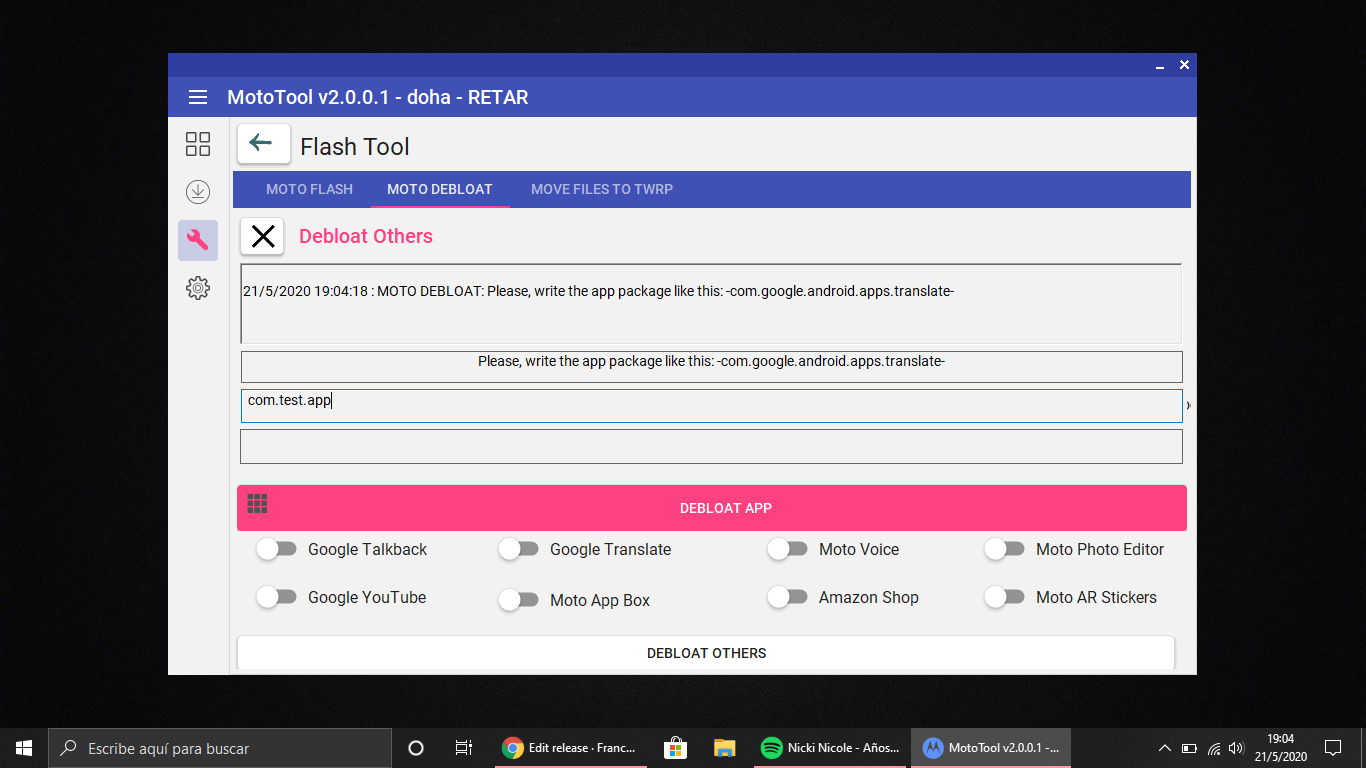 MotoTool v2.0.0.1 - doha - RETAR
Flash Tool
MOTO FLASH
MOTO DEBLOAT
MOVE FILES TO TWRP
Debloat Others
21/5/2020 19:04:18 : MOTO DEBLOAT: Please, write the app package like this: -com.google.android.apps.translate-
Please, write the app package like this: -com.google.android.apps.translate-
com.test.app
DEBLOAT APP
Google Talkback
Google Translate
Moto Voice
Moto Photo Editor
Google YouTube
Moto App Box
Amazon Shop
Moto AR Stickers
DEBLOAT OTHERS
Escribe aquí para buscar
Edit release · Franc...
Nicki Nicole - Años...
MotoTool v2.0.0.1 -...
19:04
21/5/2020